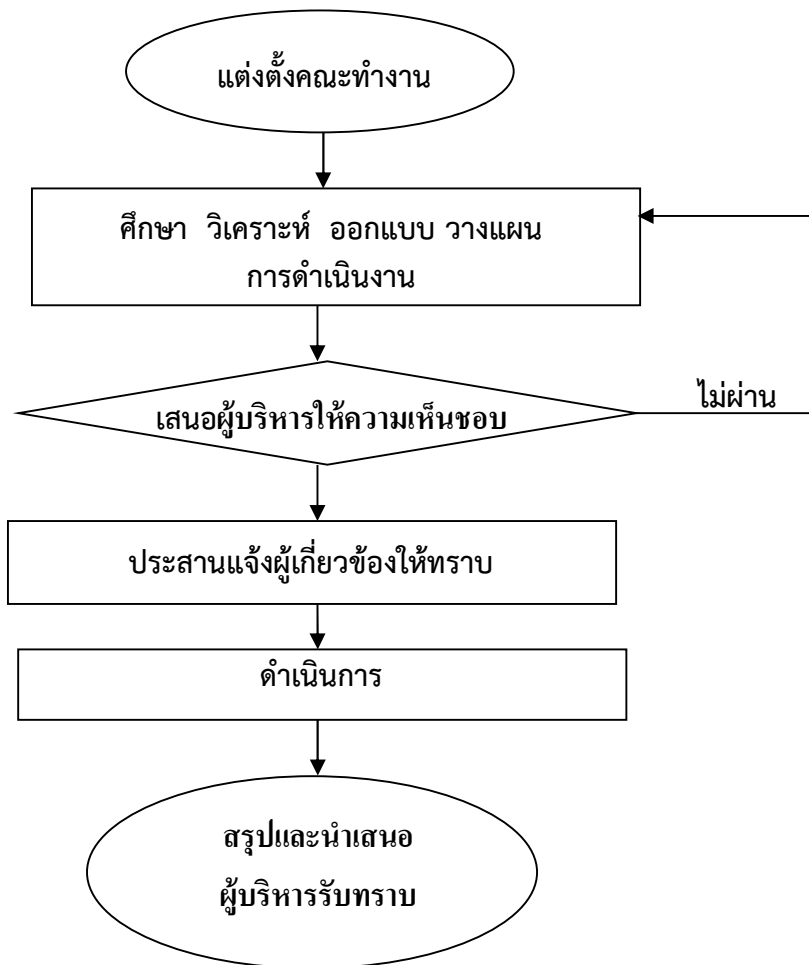 แต่งตั้งคณะทำงาน
ศึกษา วิเคราะห์ ออกแบบ วางแผน
การดำเนินงาน
เสนอผู้บริหารให้ความเห็นชอบ
ไม่ผ่าน
ประสานแจ้งผู้เกี่ยวข้องให้ทราบ
ดำเนินการ
สรุปและนำเสนอ
ผู้บริหารรับทราบ